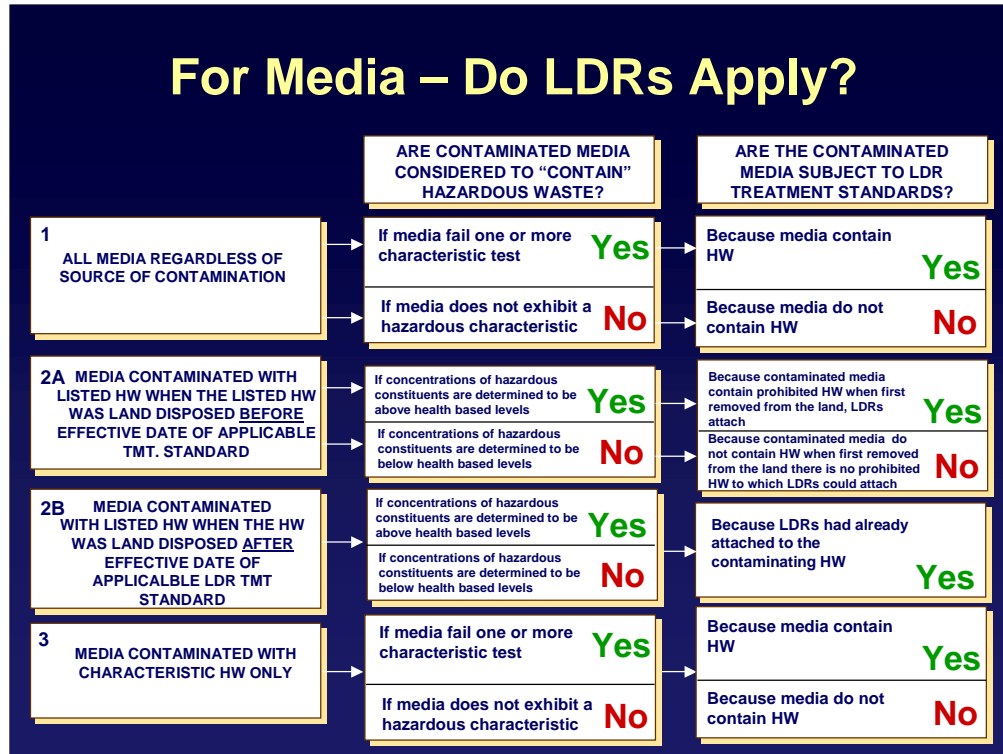 For Media – Do LDRs Apply?
ARE CONTAMINATED MEDIA
CONSIDERED TO “CONTAIN”
HAZARDOUS WASTE?
ARE THE CONTAMINATED
MEDIA SUBJECT TO LDR
TREATMENT STANDARDS?
1
ALL MEDIA REGARDLESS OF
SOURCE OF CONTAMINATION
If media fail one or more
characteristic test
Yes
If media does not exhibit a
hazardous characteristic
No
Because media contain
HW
Yes
Because media do not
contain HW
No
2A MEDIA CONTAMINATED WITH
LISTED HW WHEN THE LISTED HW
WAS LAND DISPOSED BEFORE
EFFECTIVE DATE OF APPLICABLE
TMT. STANDARD
If concentrations of hazardous
constituents are determined to be
above health based levels
Yes
If concentrations of hazardous
constituents are determined to be
below health based levels
No
Because contaminated media
contain prohibited HW when first
removed from the land, LDRs
attach
Yes
Because contaminated media do
not contain HW when first removed
from the land there is no prohibited
HW to which LDRs could attach
No
2B MEDIA CONTAMINATED
WITH LISTED HW WHEN THE HW
WAS LAND DISPOSED AFTER
EFFECTIVE DATE OF
APPLICALBLE LDR TMT
STANDARD
If concentrations of hazardous
constituents are determined to be
above health based levels
Yes
If concentrations of hazardous
constituents are determined to be
below health based levels
No
Because LDRs had already
attached to the
contaminating HW
Yes
3
MEDIA CONTAMINATED WITH
CHARACTERISTIC HW ONLY
If media fail one or more
characteristic test
Yes
If media does not exhibit a
hazardous characteristic
No
Because media contain
HW
Yes
Because media do not
contain HW
No